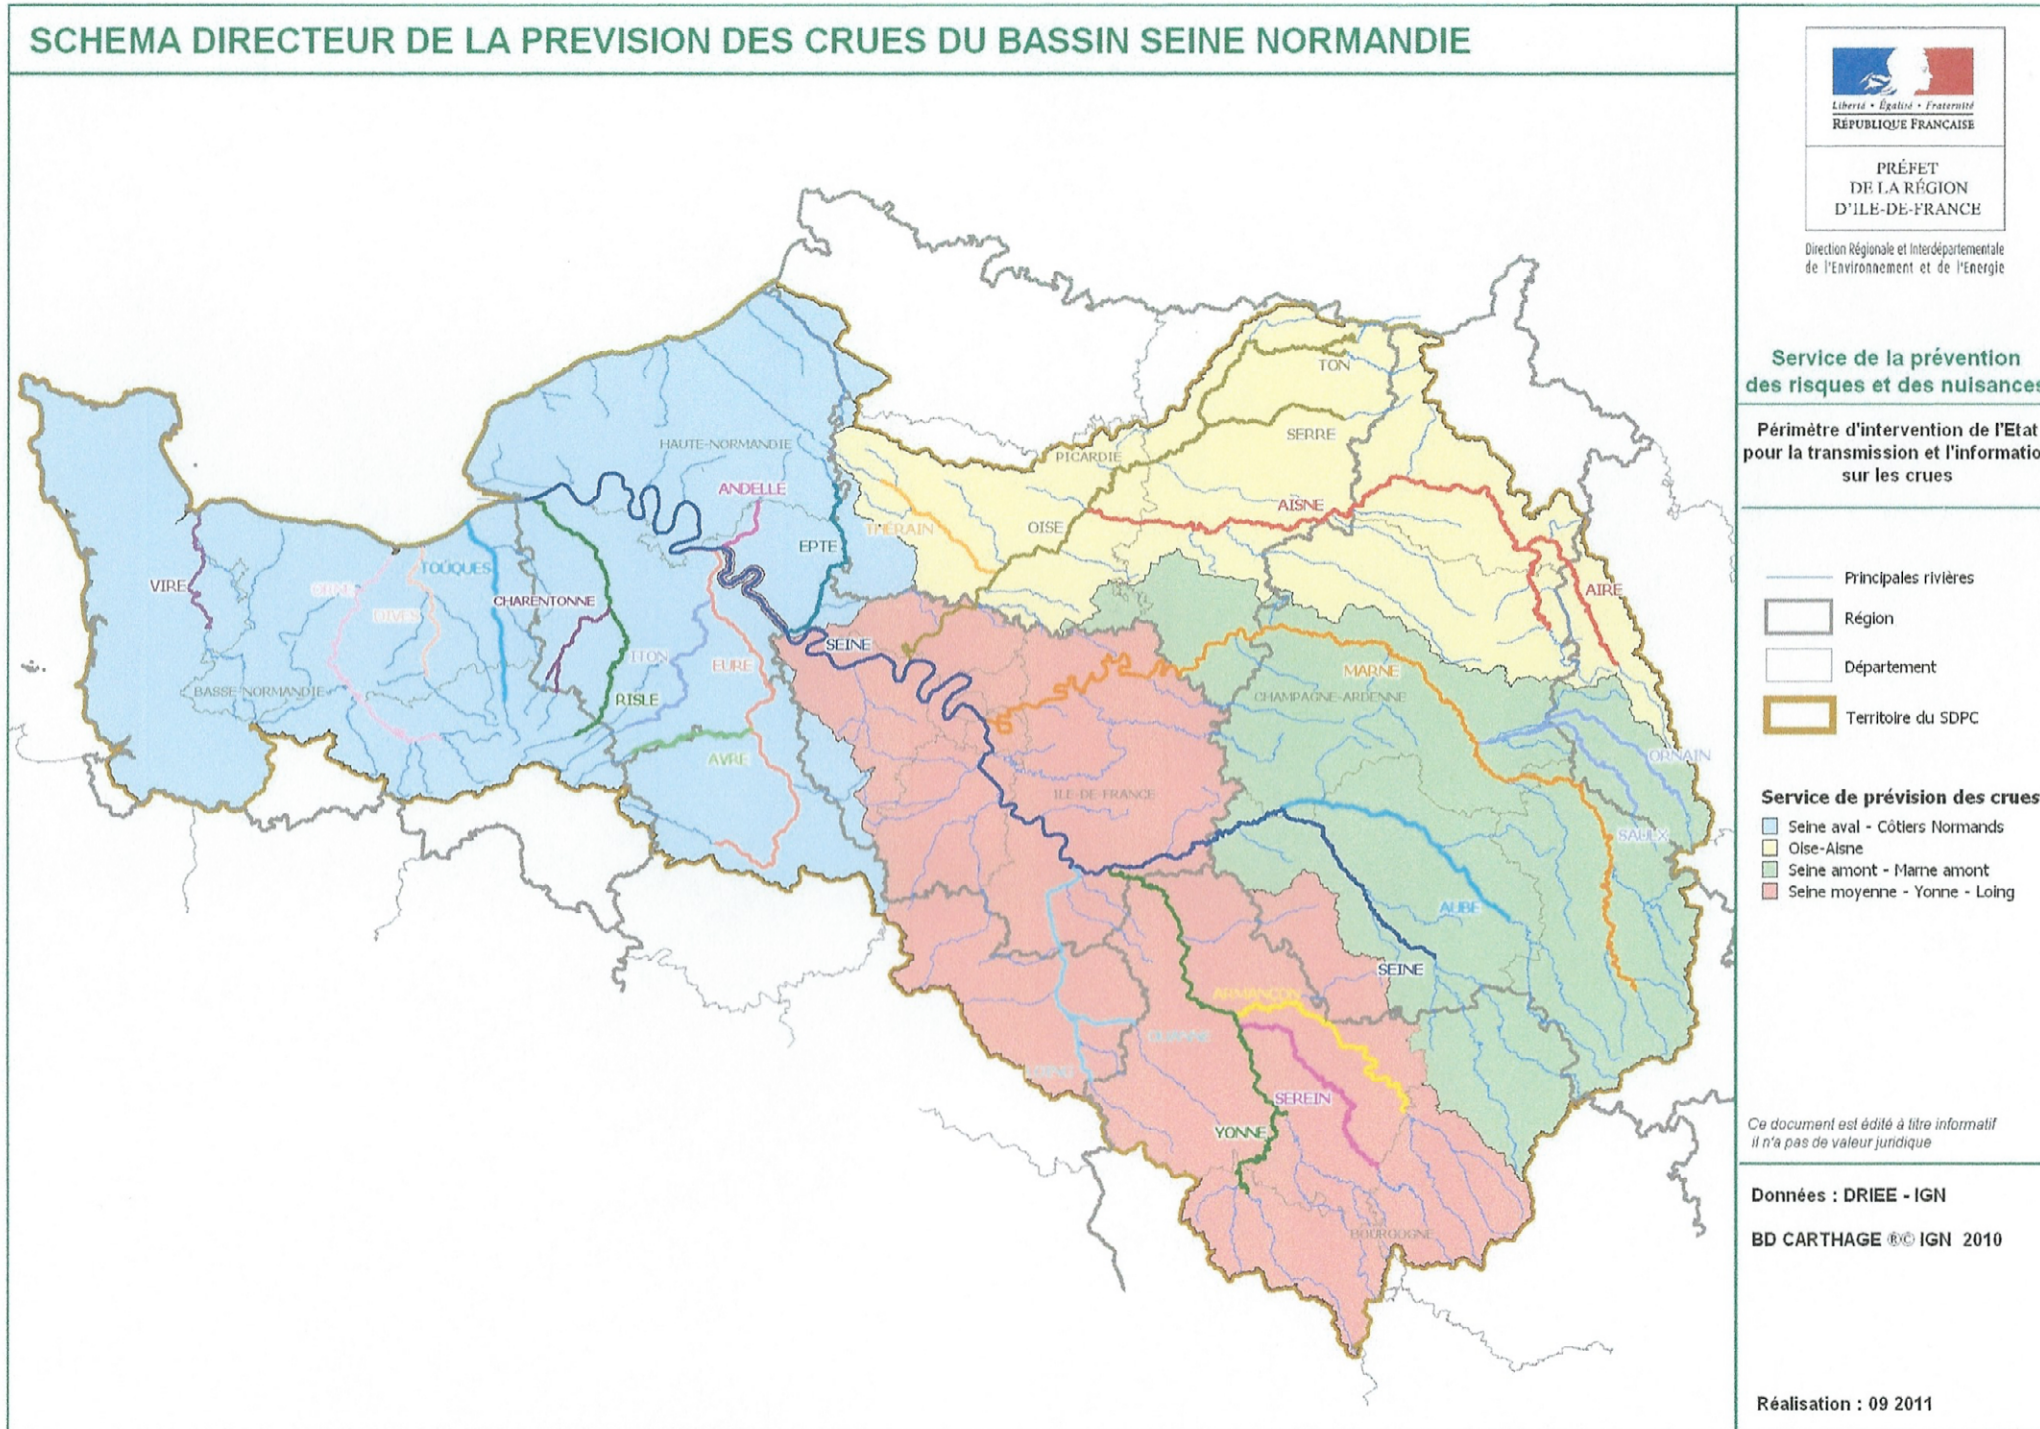 SCHEMA DIRECTEUR DE LA PREVISION DES CRUES DU BASSIN SEINE NORMANDIE
Liberté • Égalité • Fraternité
RÉPUBLIQUE FRANÇAISE
PRÉFET
DE LA RÉGION
D'ILE-DE-FRANCE
Direction Régionale et Interdépartementale
de l'Environnement et de l'Energie
Service de la prévention
des risques et des nuisances
Périmètre d'intervention de l'Etat
pour la transmission et l'informatio
sur les crues
Principales rivières
Région
Département
Territoire du SDPC
Service de prévision des crues
Seine aval - Côtiers Normands
Oise-Aisne
Seine amont - Marne amont
Seine moyenne - Yonne - Loing
Ce document est édité à titre informatif
il n'a pas de valeur juridique
Données : DRIEE - IGN
BD CARTHAGE ®© IGN 2010
Réalisation : 09 2011
TON
SERRE
HAUTE-NORMANDIE
PICARDIE
ANDELLE
AISNE
THÉRAIN
OISE
EPTE
TOUQUES
VIRE
ORNE
DIVES
CHARENTONNE
AIRE
SEINE
ITON
EURE
MARNE
BASSE-NORMANDIE
RISLE
CHAMPAGNE-ARDENNE
AVRE
ORNAIN
ILE-DE-FRANCE
SAULX
AUBE
SEINE
ARMANÇON
OUANNE
LOING
SEREIN
YONNE
BOURGOGNE